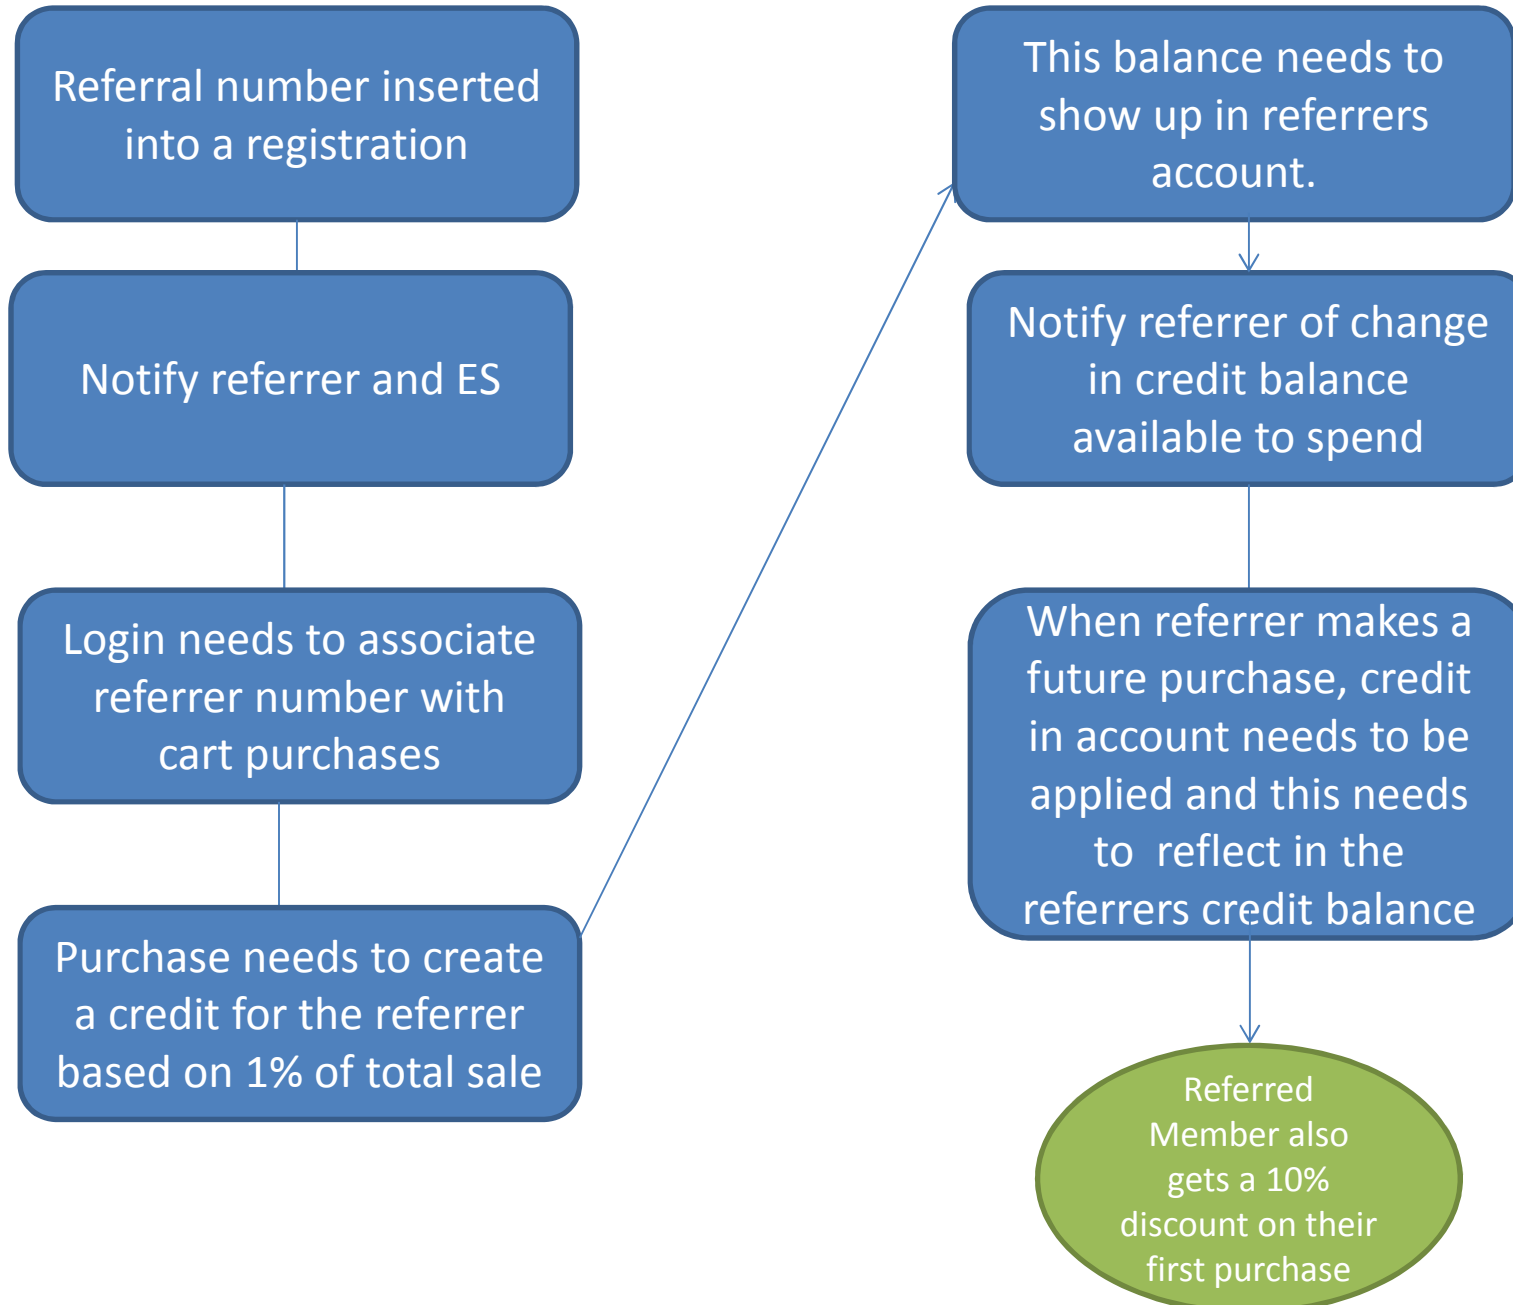 Referral number inserted
into a registration
Notify referrer and ES
Login needs to associate
referrer number with
cart purchases
Purchase needs to create
a credit for the referrer
based on 1% of total sale
This balance needs to
show up in referrers
account.
Notify referrer of change
in credit balance
available to spend
When referrer makes a
future purchase, credit
in account needs to be
applied and this needs
to  reflect in the
referrers credit balance
Referred
Member also
gets a 10%
discount on their
first purchase